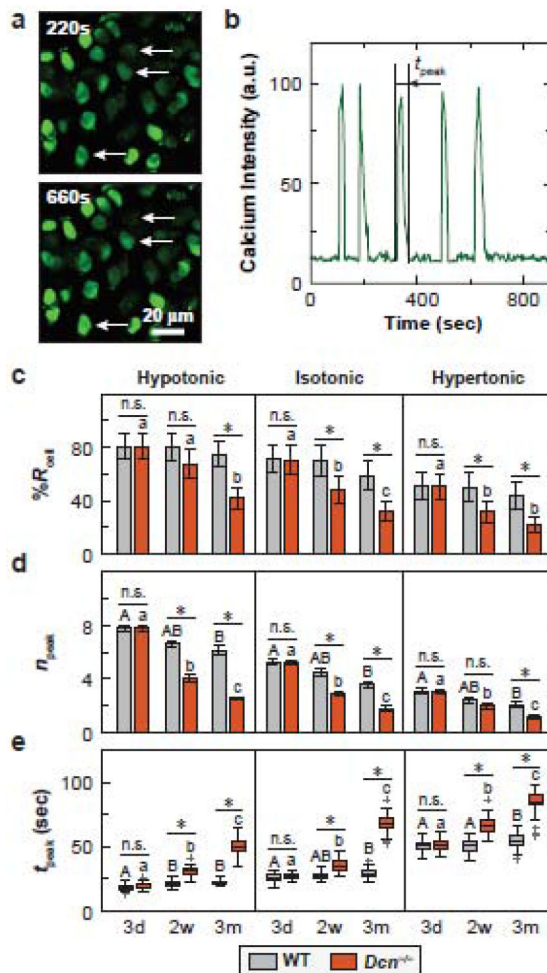 a
220s
660s
20 µm
b
Calcium Intensity (a.u.)
100
50
0
t_peak
0 400 800
Time (sec)
c
Hypotonic Isotonic Hypertonic
%R_cell
80
40
0
n.s. n.s. * n.s. * * n.s. * *
a a b a b c a b c
d
n_peak
8
4
0
n.s. * * n.s. * * n.s. n.s. *
A a AB b B c A a AB b B c A a AB b B c
e
t_peak (sec)
100
50
0
n.s. * * n.s. * * n.s. * *
A a B b B c A a AB b B c A a A b B c
3d 2w 3m 3d 2w 3m 3d 2w 3m
WT Dcn⁻/⁻